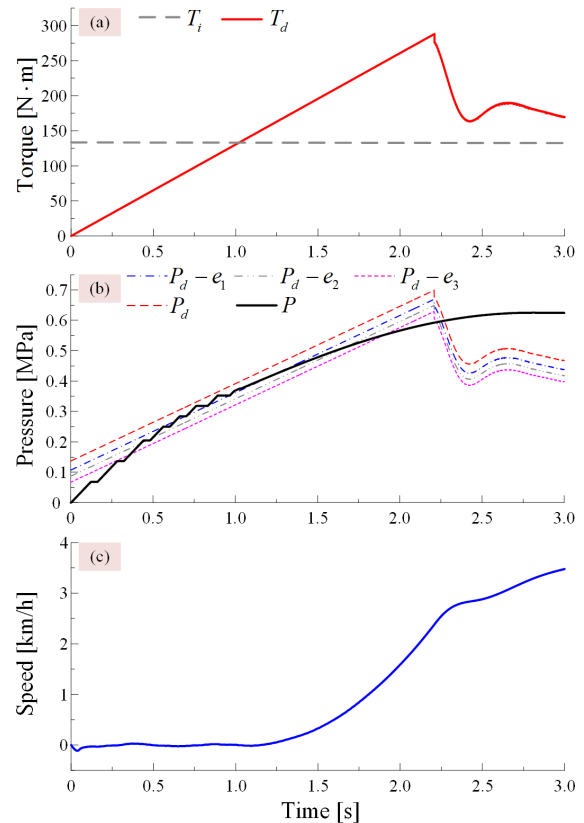 (a) T_i T_d
Torque [N·m]
300
250
200
150
100
50
0
0.0 0.5 1.0 1.5 2.0 2.5 3.0
P_d − e_1 P_d − e_2 P_d − e_3
(b) P_d P
Pressure [MPa]
0.7
0.6
0.5
0.4
0.3
0.2
0.1
0
0 0.5 1.0 1.5 2.0 2.5 3.0
(c)
Speed [km/h]
4
3
2
1
0
0.0 0.5 1.0 1.5 2.0 2.5 3.0
Time [s]